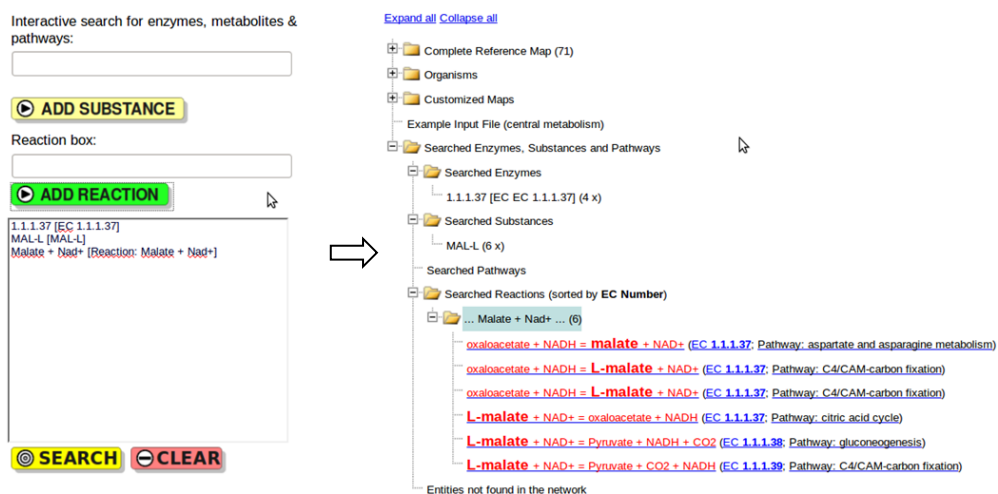 Interactive search for enzymes, metabolites &
pathways:
ADD SUBSTANCE
Reaction box:
ADD REACTION
1.1.1.37 [EC 1.1.1.37]
MAL-L [MAL-L]
Malate + Nad+ [Reaction: Malate + Nad+]
SEARCH
CLEAR
Expand all Collapse all
Complete Reference Map (71)
Organisms
Customized Maps
Example Input File (central metabolism)
Searched Enzymes, Substances and Pathways
Searched Enzymes
1.1.1.37 [EC EC 1.1.1.37] (4 x)
Searched Substances
MAL-L (6 x)
Searched Pathways
Searched Reactions (sorted by EC Number)
... Malate + Nad+ ... (6)
oxaloacetate + NADH = malate + NAD+ (EC 1.1.1.37; Pathway: aspartate and asparagine metabolism)
oxaloacetate + NADH = L-malate + NAD+ (EC 1.1.1.37; Pathway: C4/CAM-carbon fixation)
oxaloacetate + NADH = L-malate + NAD+ (EC 1.1.1.37; Pathway: C4/CAM-carbon fixation)
L-malate + NAD+ = oxaloacetate + NADH (EC 1.1.1.37; Pathway: citric acid cycle)
L-malate + NAD+ = Pyruvate + NADH + CO2 (EC 1.1.1.38; Pathway: gluconeogenesis)
L-malate + NAD+ = Pyruvate + CO2 + NADH (EC 1.1.1.39; Pathway: C4/CAM-carbon fixation)
Entities not found in the network